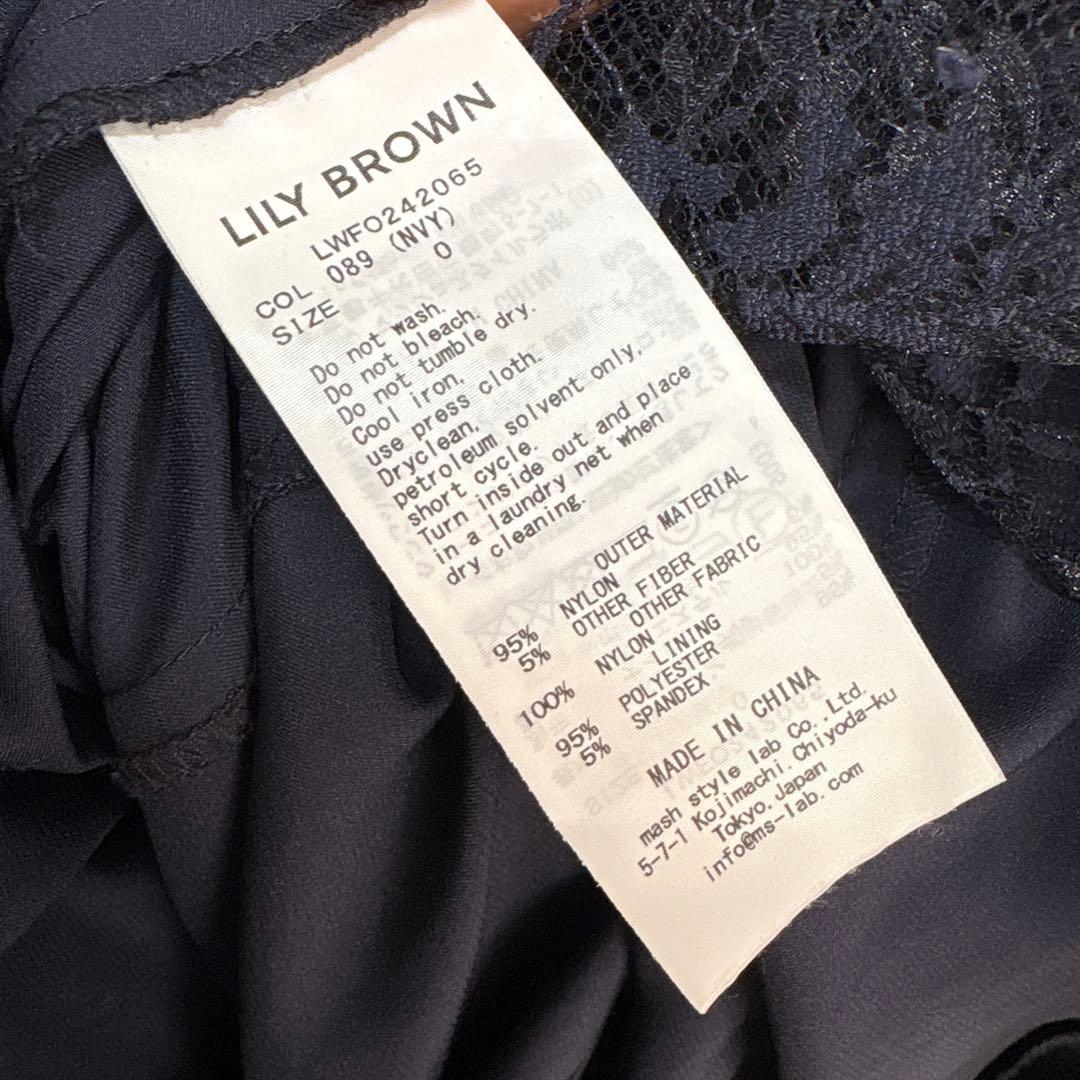 LILY BROWN
LWFO242065
COL 089 (NVY)
SIZE 0
Do not wash.
Do not bleach.
Do not tumble dry.
Cool iron,
use press cloth.
Dryclean,
petroleum solvent only,
short cycle.
Turn inside out and place
in a laundry net when
dry cleaning.
OUTER MATERIAL
95% NYLON
5% OTHER FIBER
OTHER FABRIC
100% NYLON
LINING
95% POLYESTER
5% SPANDEX
MADE IN CHINA
mash style lab Co.,Ltd.
5-7-1 Kojimachi.Chiyoda-ku
Tokyo.Japan
info@ms-lab.com